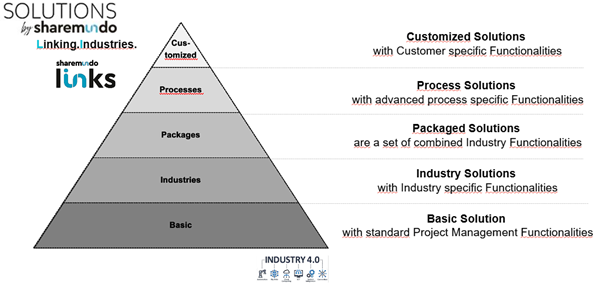 SOLUTIONS
by sharemundo
Linking.Industries.
sharemundo
links
Cus-
tomized
Customized Solutions
with Customer specific Functionalities
Processes
Process Solutions
with advanced process specific Functionalities
Packages
Packaged Solutions
are a set of combined Industry Functionalities
Industries
Industry Solutions
with Industry specific Functionalities
Basic
Basic Solution
with standard Project Management Functionalities
INDUSTRY 4.0